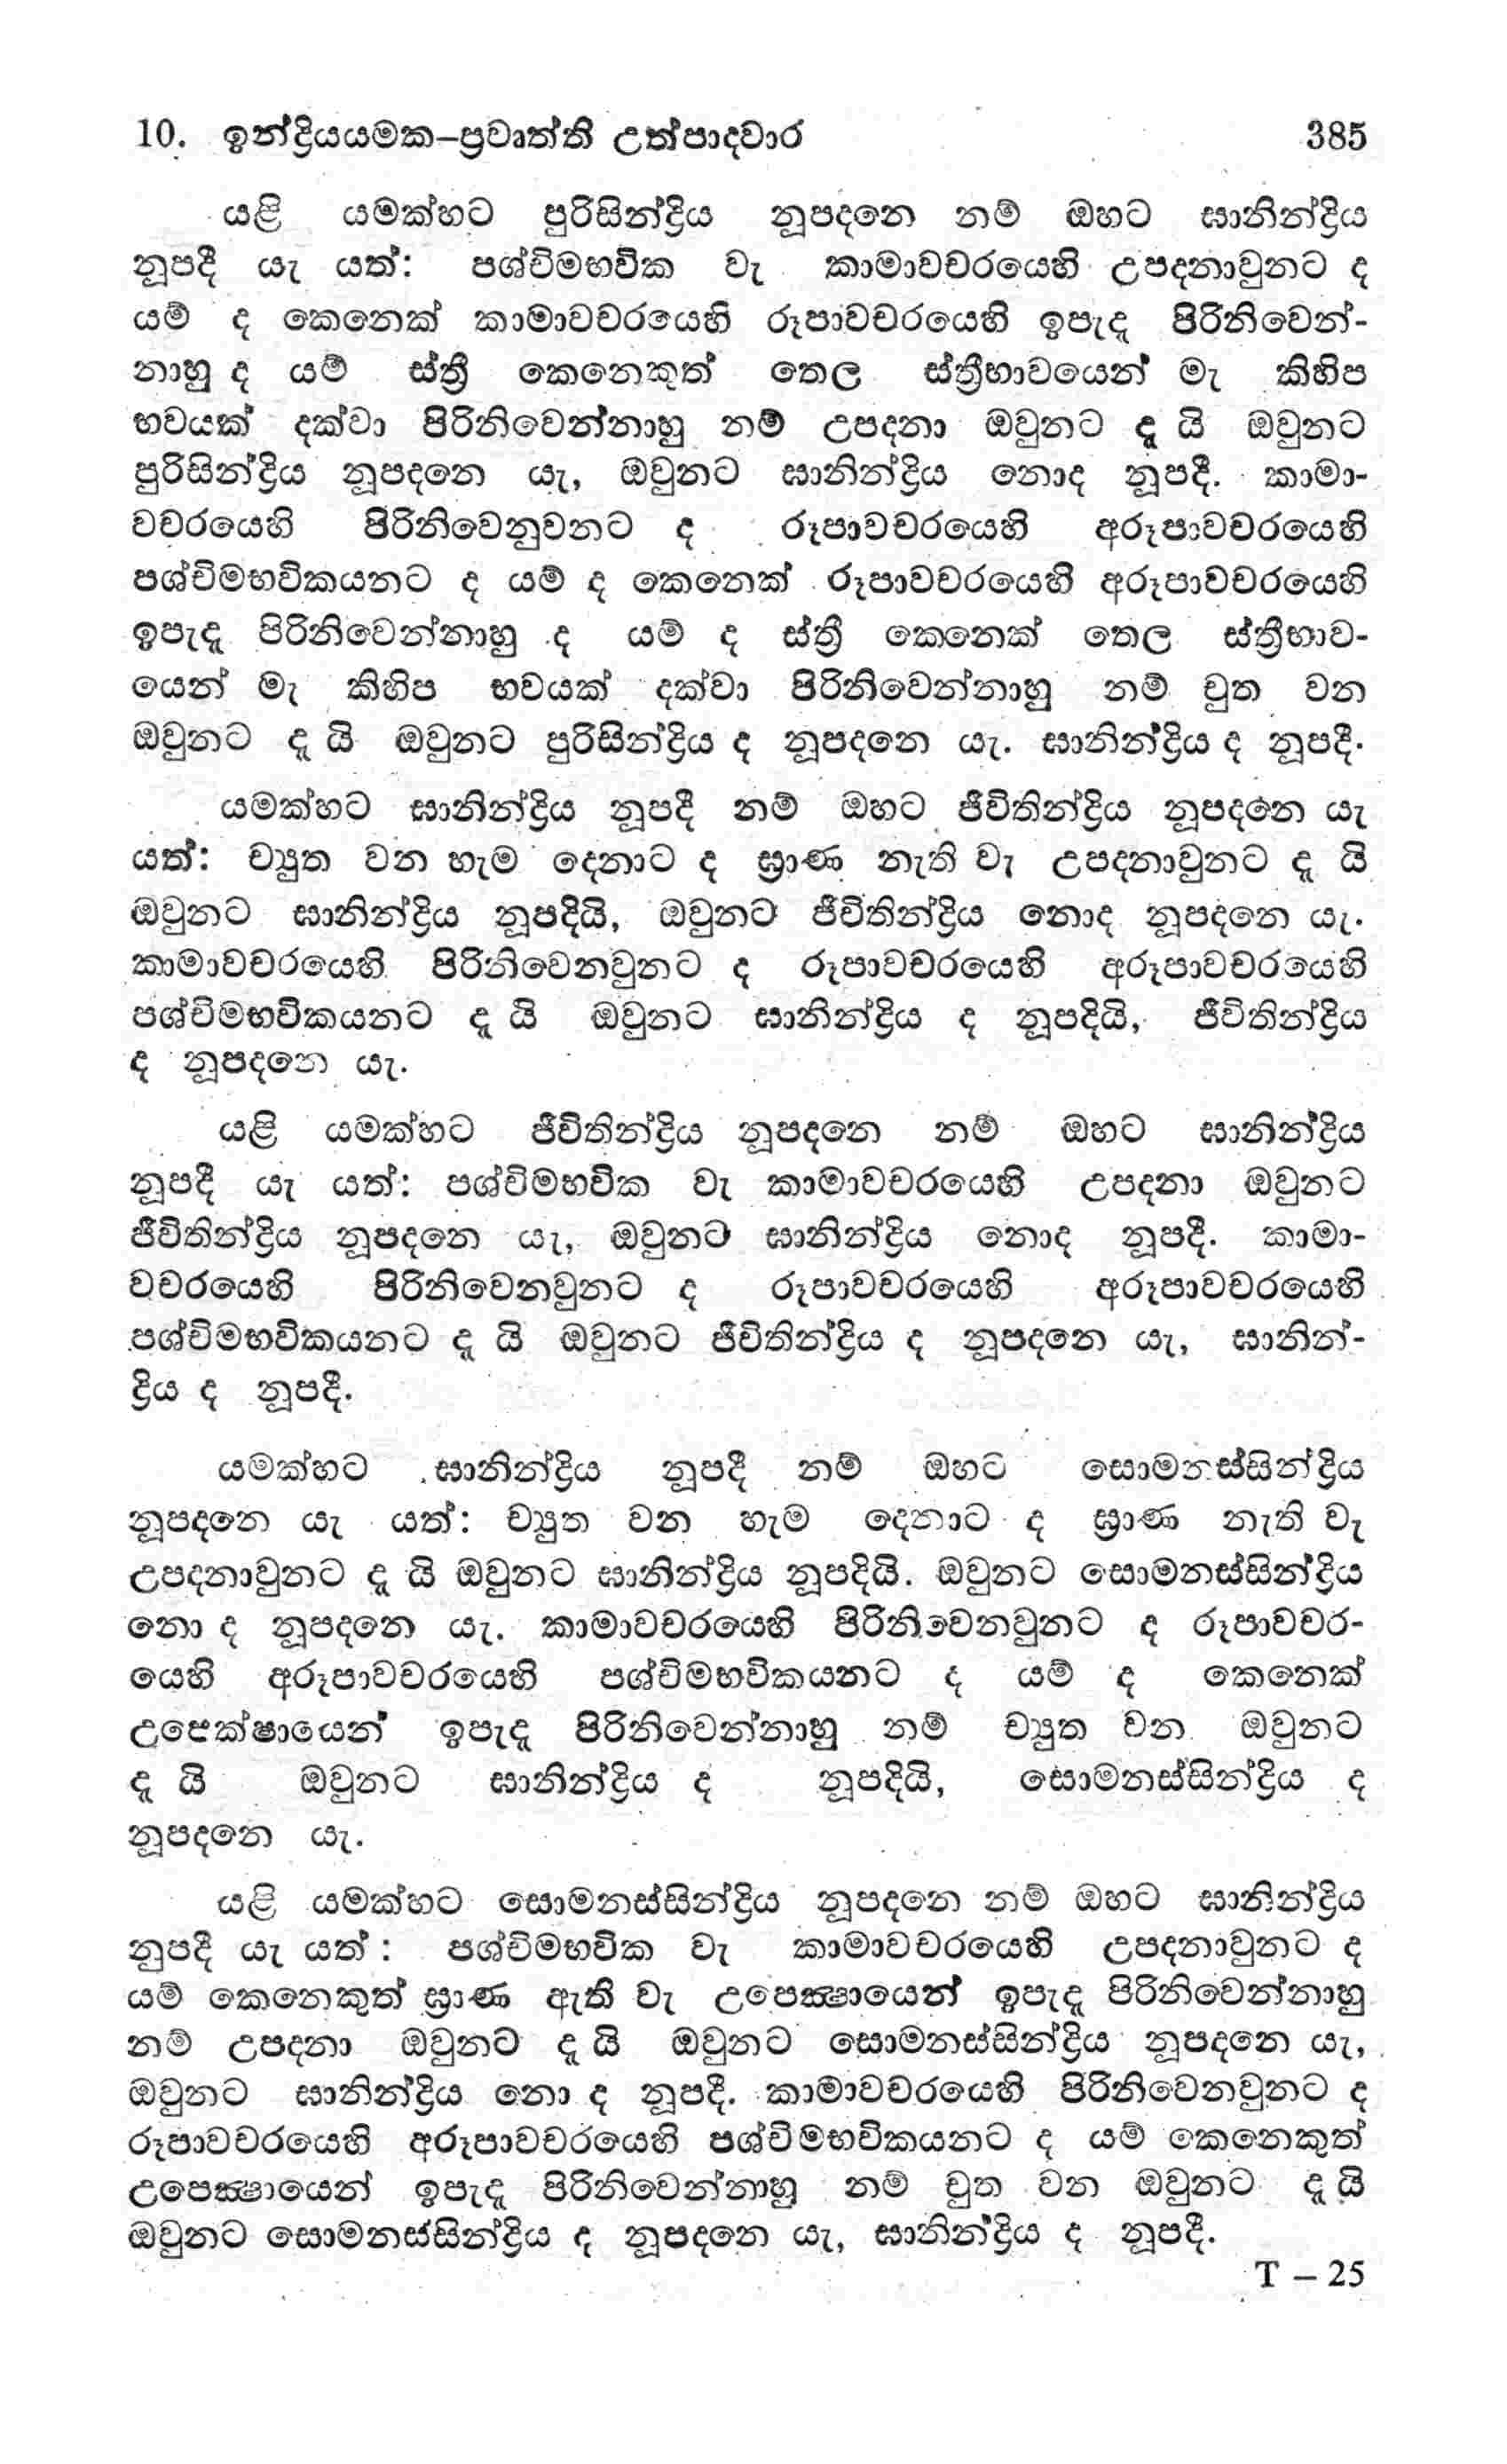 10. ඉන්ද්‍රියයමක–ප්‍රවෘත්ති උත්පාදවාර 385
යළි යමක්හට පුරිසින්ද්‍රිය නූපදනෙ නම් ඔහට ඝානින්ද්‍රිය
නූපදී යැ යත්: පශ්චිමභවික වැ කාමාවචරයෙහි උපදනාවුනට ද
යම් ද කෙනෙක් කාමාවචරයෙහි රූපාවචරයෙහි ඉපැද පිරිනිවෙන්-
නාහු ද යම් ස්ත්‍රී කෙනෙකුත් තෙල ස්ත්‍රීභාවයෙන් මැ කිහිප
භවයක් දක්වා පිරිනිවෙන්නාහු නම් උපදනා ඔවුනට දූ යි ඔවුනට
පුරිසින්ද්‍රිය නූපදනෙ යැ, ඔවුනට ඝානින්ද්‍රිය නොද නූපදී. කාමා-
වචරයෙහි පිරිනිවෙනුවනට ද රූපාවචරයෙහි අරූපාවචරයෙහි
පශ්චිමභවිකයනට ද යම් ද කෙනෙක් රූපාවචරයෙහි අරූපාවචරයෙහි
ඉපැදූ පිරිනිවෙන්නාහු ද යම් ද ස්ත්‍රී කෙනෙක් තෙල ස්ත්‍රීභාව-
යෙන් මැ කිහිප භවයක් දක්වා පිරිනිවෙන්නාහු නම් චුත වන
ඔවුනට දූ යි ඔවුනට පුරිසින්ද්‍රිය ද නූපදනෙ යැ. ඝානින්ද්‍රිය ද නූපදී.
යමක්හට ඝානින්ද්‍රිය නූපදී නම් ඔහට ජීවිතින්ද්‍රිය නූපදනෙ යැ
යත්: ච්‍යුත වන හැම දෙනාට ද ඝ්‍රාණ නැති වැ උපදනාවුනට දූ යි
ඔවුනට ඝානින්ද්‍රිය නූපදියි, ඔවුනට ජීවිතින්ද්‍රිය නොද නූපදනෙ යැ.
කාමාවචරයෙහි පිරිනිවෙනවුනට ද රූපාවචරයෙහි අරූපාවචරයෙහි
පශ්චිමභවිකයනට දූ යි ඔවුනට ඝානින්ද්‍රිය ද නූපදියි, ජීවිතින්ද්‍රිය
ද නූපදනෙ යැ.
යළි යමක්හට ජීවිතින්ද්‍රිය නූපදනෙ නම් ඔහට ඝානින්ද්‍රිය
නූපදී යැ යත්: පශ්චිමභවික වැ කාමාවචරයෙහි උපදනා ඔවුනට
ජීවිතින්ද්‍රිය නූපදනෙ යැ, ඔවුනට ඝානින්ද්‍රිය නොද නූපදී. කාමා-
වචරයෙහි පිරිනිවෙනවුනට ද රූපාවචරයෙහි අරූපාවචරයෙහි
පශ්චිමභවිකයනට දූ යි ඔවුනට ජීවිතින්ද්‍රිය ද නූපදනෙ යැ, ඝානින්-
ද්‍රිය ද නූපදී.
යමක්හට ඝානින්ද්‍රිය නූපදී නම් ඔහට සොමනස්සින්ද්‍රිය
නූපදනෙ යැ යත්: ච්‍යුත වන හැම දෙනාට ද ඝ්‍රාණ නැති වැ
උපදනාවුනට දූ යි ඔවුනට ඝානින්ද්‍රිය නූපදියි. ඔවුනට සොමනස්සින්ද්‍රිය
නො ද නූපදනෙ යැ. කාමාවචරයෙහි පිරිනිවෙනවුනට ද රූපාවචර-
යෙහි අරූපාවචරයෙහි පශ්චිමභවිකයනට ද යම් ද කෙනෙක්
උපෙක්ෂායෙන් ඉපැදූ පිරිනිවෙන්නාහු නම් ච්‍යුත වන ඔවුනට
දූ යි ඔවුනට ඝානින්ද්‍රිය ද නූපදියි, සොමනස්සින්ද්‍රිය ද
නූපදනෙ යැ.
යළි යමක්හට සොමනස්සින්ද්‍රිය නූපදනෙ නම් ඔහට ඝානින්ද්‍රිය
නුපදී යැ යත් : පශ්චිමභවික වැ කාමාවචරයෙහි උපදනාවුනට ද
යම් කෙනෙකුත් ඝ්‍රාණ ඇති වැ උපෙක්‍ෂායෙන් ඉපැදූ පිරිනිවෙන්නාහු
නම් උපදනා ඔවුනට දූ යි ඔවුනට සොමනස්සින්ද්‍රිය නූපදනෙ යැ,
ඔවුනට ඝානින්ද්‍රිය නො ද නූපදී. කාමාවචරයෙහි පිරිනිවෙනවුනට ද
රූපාවචරයෙහි අරූපාවචරයෙහි පශ්චිමභවිකයනට ද යම් කෙනෙකුත්
උපෙක්‍ෂායෙන් ඉපැදූ පිරිනිවෙන්නාහු නම් චුත වන ඔවුනට දූ යි
ඔවුනට සොමනස්සින්ද්‍රිය ද නූපදනෙ යැ, ඝානින්ද්‍රිය ද නූපදී.
T – 25